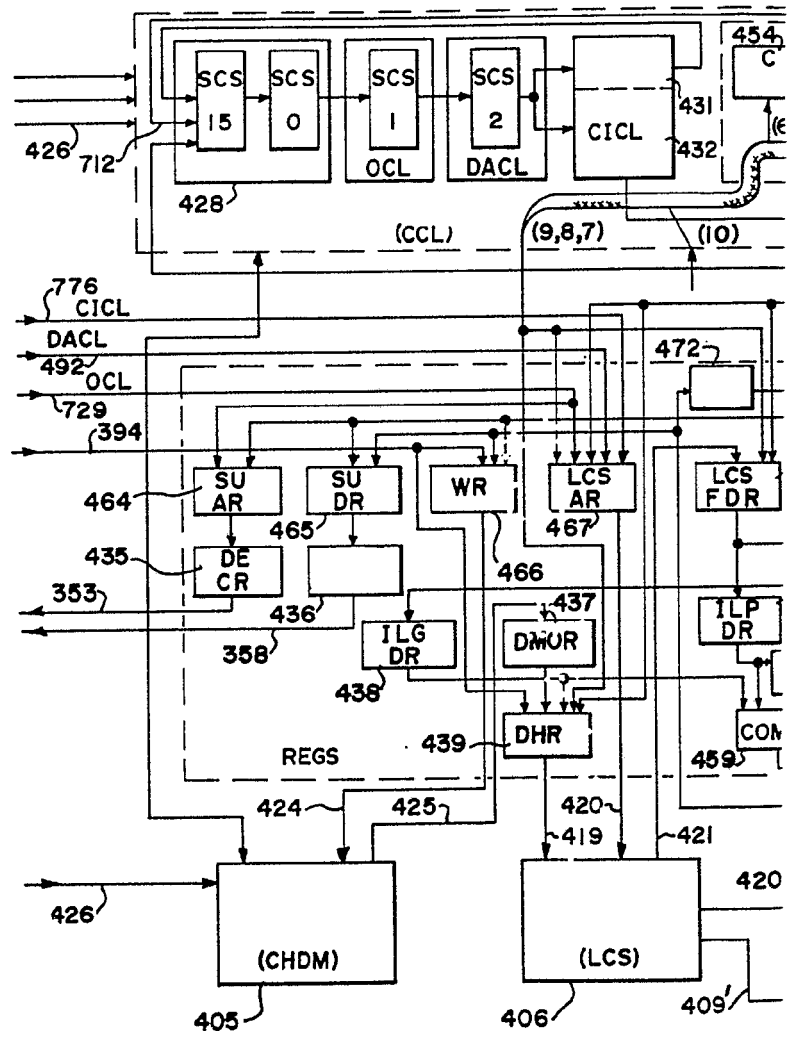 454
C
SCS
15
SCS
0
SCS
1
SCS
2
431
CICL
432
426
712
OCL
DACL
428
(CCL)
(9,8,7)
(10)
776
CICL
DACL
492
472
OCL
729
394
464
SU
AR
SU
DR
465
WR
466
LCS
AR
467
LCS
FDR
435
DE
CR
436
353
358
437
ILG
DR
438
DMOR
ILP
DR
439
DHR
COM
459
REGS
424
425
420
419
421
426
420
(CHDM)
(LCS)
405
406
409'